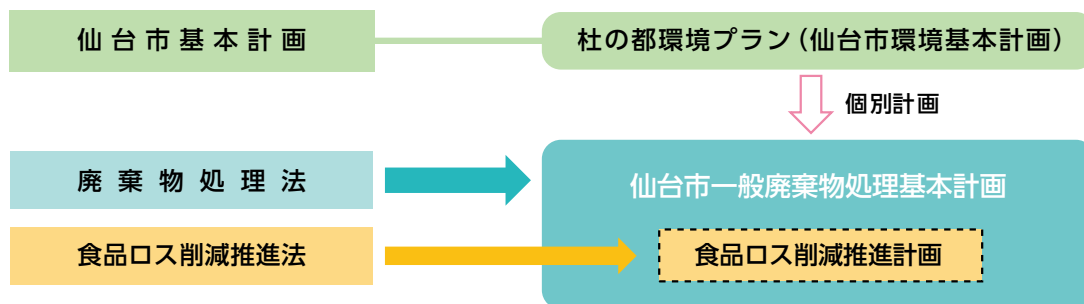 仙台市基本計画
杜の都環境プラン（仙台市環境基本計画）
個別計画
廃棄物処理法
仙台市一般廃棄物処理基本計画
食品ロス削減推進法
食品ロス削減推進計画